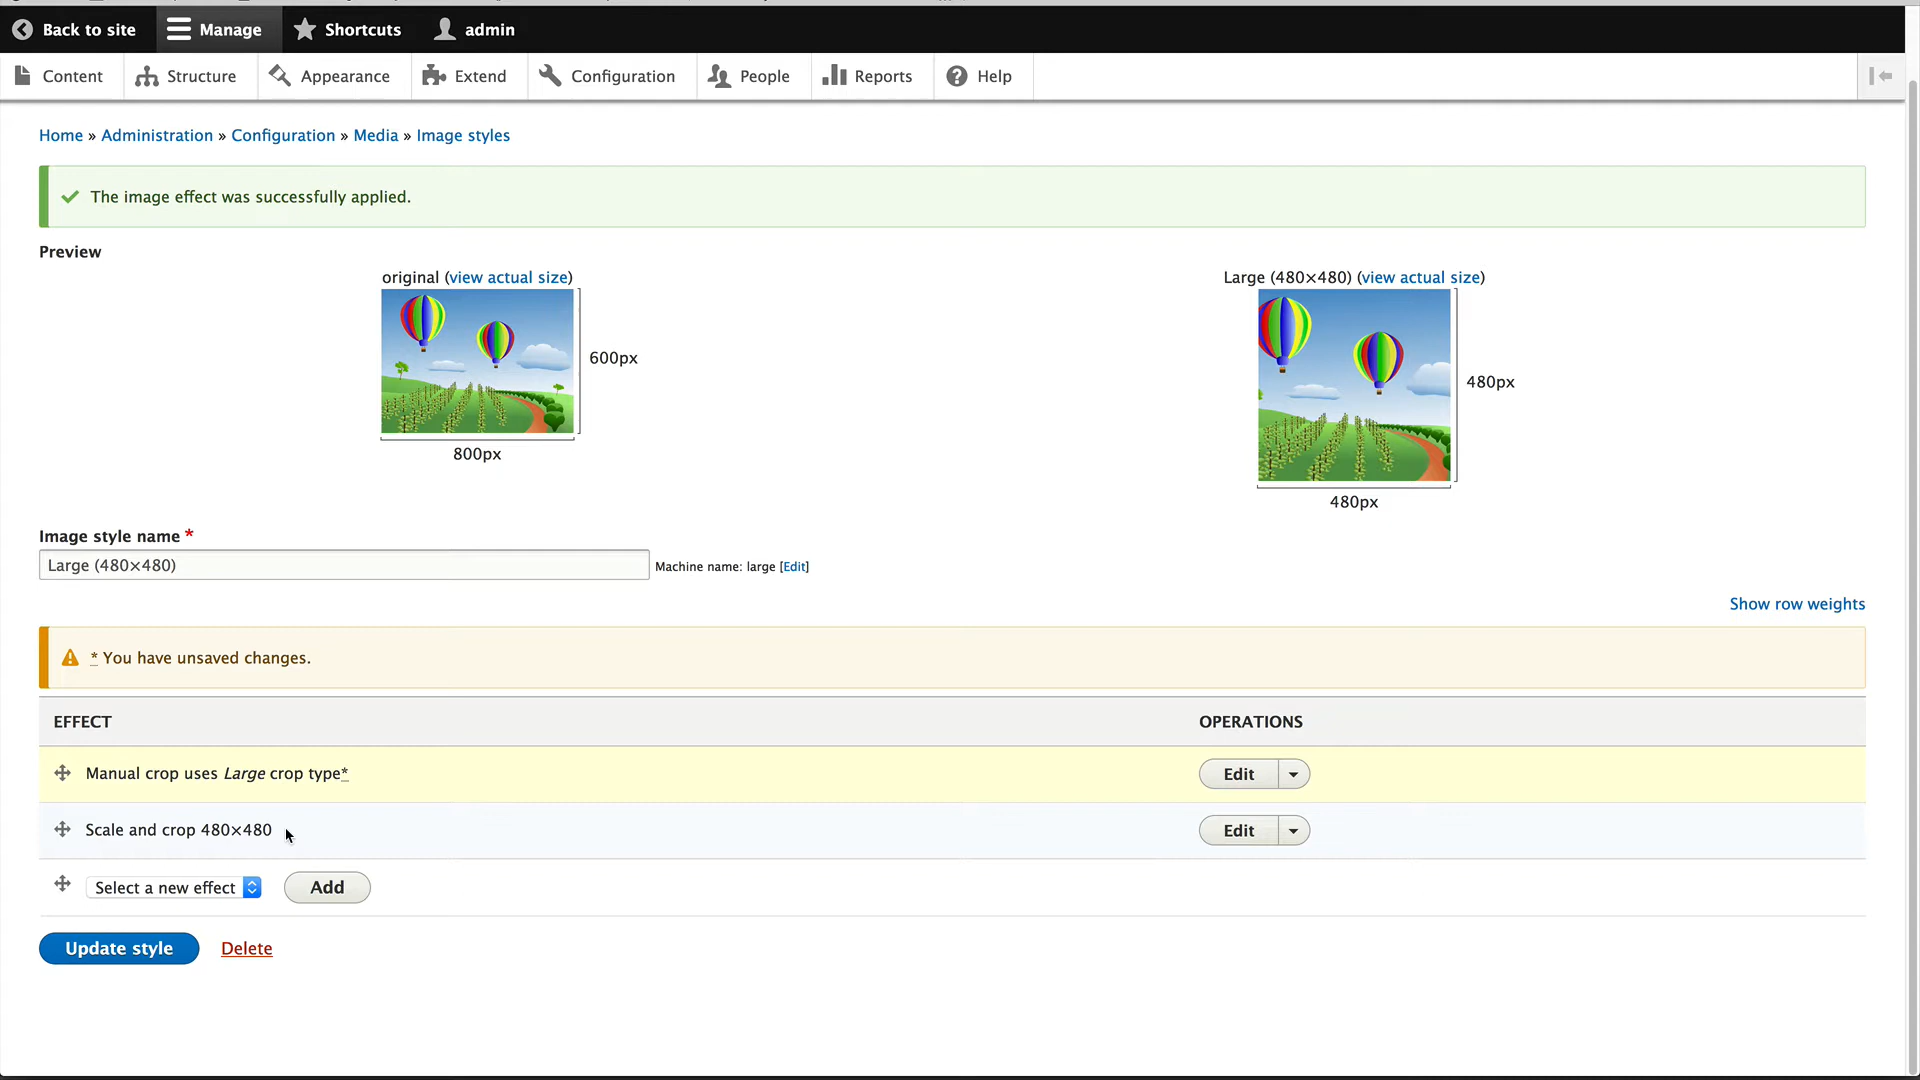 Back to site
Manage
Shortcuts
admin
Content
Structure
Appearance
Extend
Configuration
People
Reports
Help
Home » Administration » Configuration » Media » Image styles
The image effect was successfully applied.
Preview
original (view actual size)
600px
800px
Large (480×480) (view actual size)
480px
480px
Image style name *
Large (480×480)
Machine name: large [Edit]
Show row weights
* You have unsaved changes.
EFFECT
OPERATIONS
Manual crop uses Large crop type*
Edit
Scale and crop 480×480
Edit
Select a new effect
Add
Update style
Delete